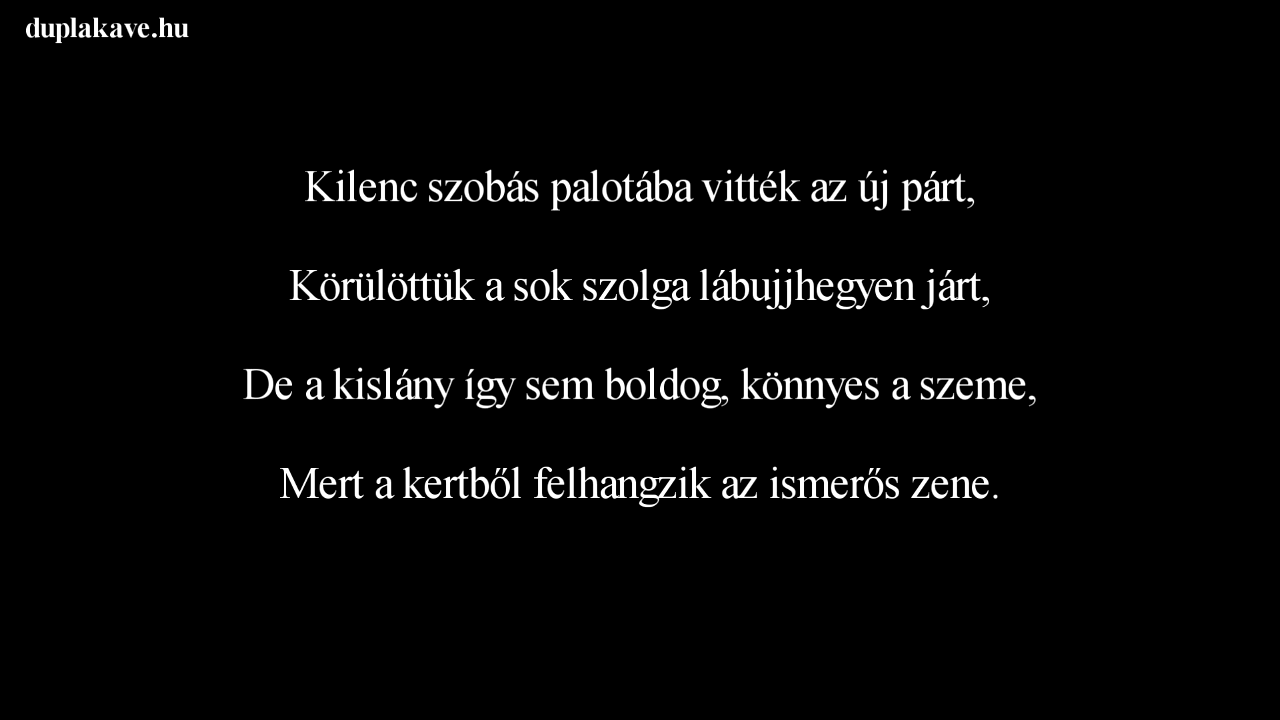 duplakave.hu
Kilenc szobás palotába vitték az új párt,
Körülöttük a sok szolga lábujjhegyen járt,
De a kislány így sem boldog, könnyes a szeme,
Mert a kertből felhangzik az ismerős zene.